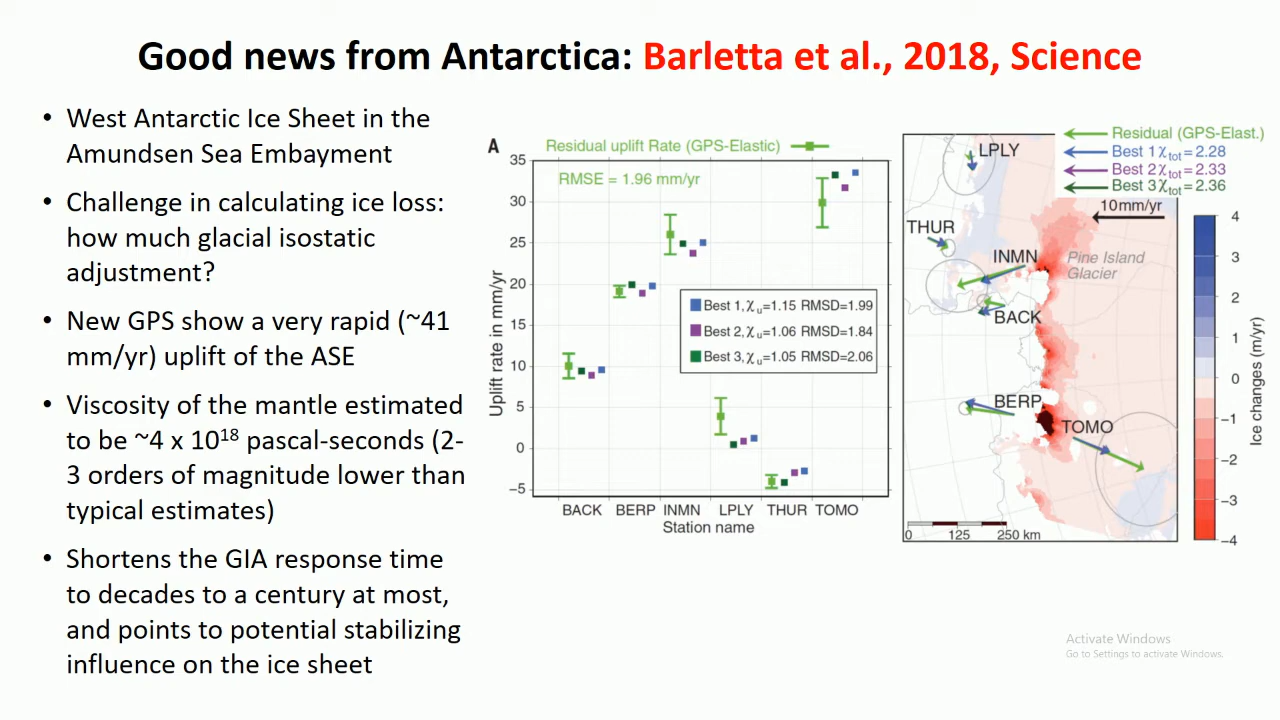 Good news from Antarctica: Barletta et al., 2018, Science
• West Antarctic Ice Sheet in the
Amundsen Sea Embayment
• Challenge in calculating ice loss:
how much glacial isostatic
adjustment?
• New GPS show a very rapid (~41
mm/yr) uplift of the ASE
• Viscosity of the mantle estimated
to be ~4 x 10¹⁸ pascal-seconds (2-
3 orders of magnitude lower than
typical estimates)
• Shortens the GIA response time
to decades to a century at most,
and points to potential stabilizing
influence on the ice sheet
A
Residual uplift Rate (GPS-Elastic)
RMSE = 1.96 mm/yr
Uplift rate in mm/yr
35
30
25
20
15
10
5
0
−5
Best 1, χu=1.15 RMSD=1.99
Best 2, χu=1.06 RMSD=1.84
Best 3, χu=1.05 RMSD=2.06
BACK BERP INMN LPLY THUR TOMO
Station name
Residual (GPS-Elast.)
Best 1 χtot=2.28
Best 2 χtot=2.33
Best 3 χtot=2.36
10mm/yr
LPLY
THUR
INMN
Pine Island
Glacier
BACK
BERP
TOMO
0 125 250 km
4
3
2
1
0
−1
−2
−3
−4
Ice changes (m/yr)
Activate Windows
Go to Settings to activate Windows.